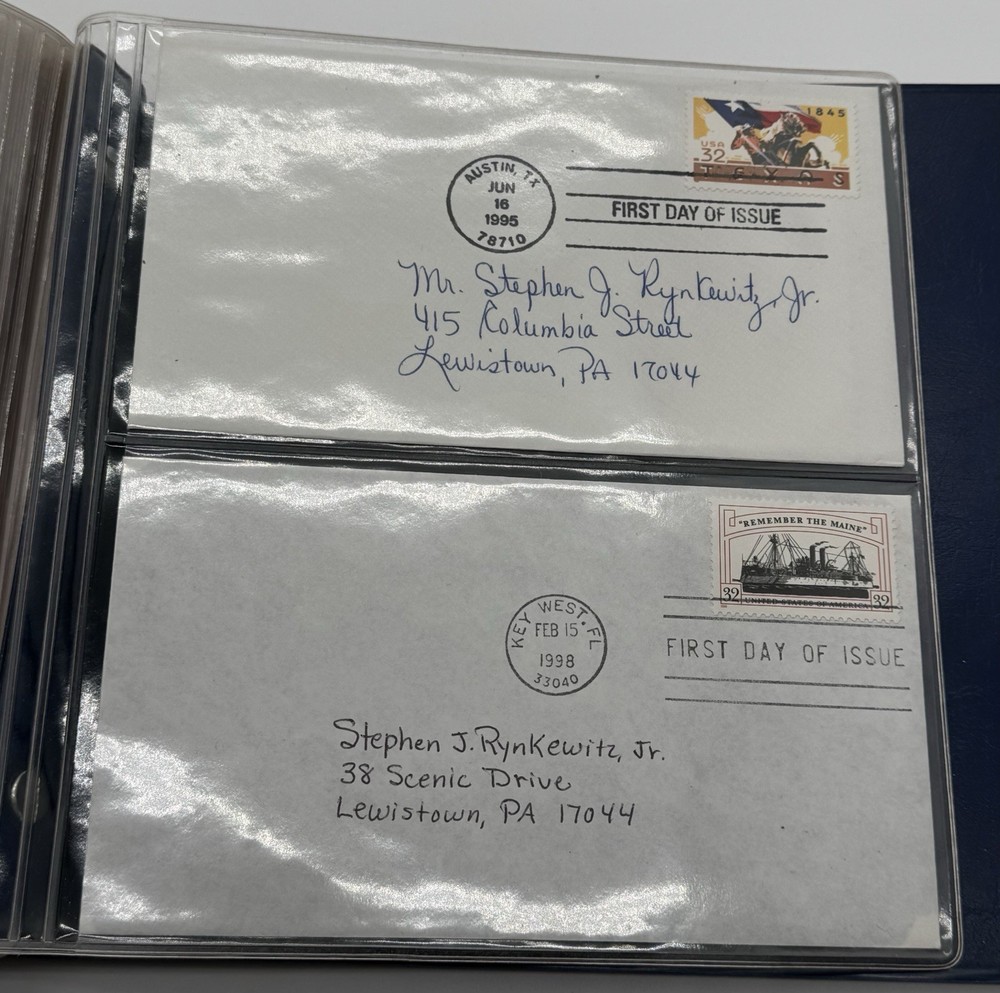 1845
USA
32
TEXAS
AUSTIN, TX
JUN
16
1995
78710
FIRST DAY OF ISSUE
Mr. Stephen J. Rynkewitz, Jr.
415 Columbia Street
Lewistown, PA 17044
"REMEMBER THE MAINE"
32 UNITED STATES OF AMERICA 32
KEY WEST, FL
FEB 15
1998
33040
FIRST DAY OF ISSUE
Stephen J. Rynkewitz, Jr.
38 Scenic Drive
Lewistown, PA 17044